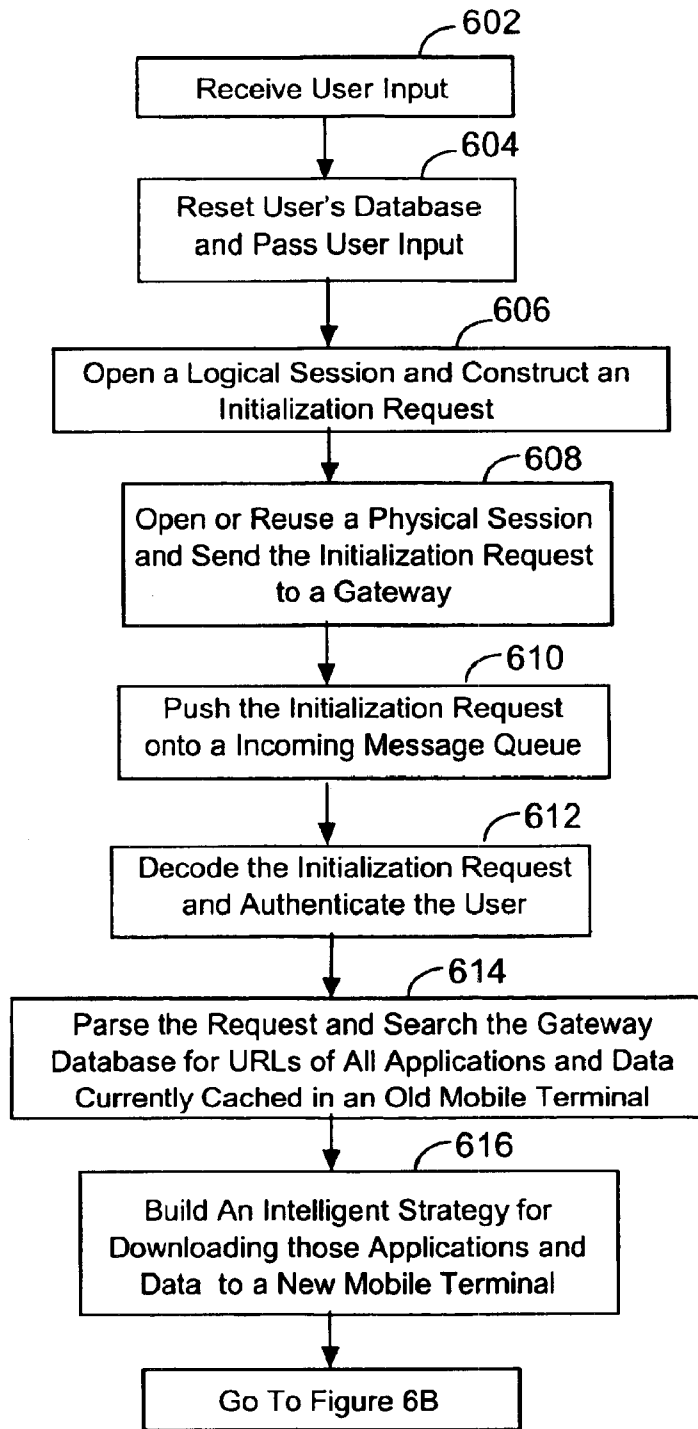 602
Receive User Input
604
Reset User's Database
and Pass User Input
606
Open a Logical Session and Construct an
Initialization Request
608
Open or Reuse a Physical Session
and Send the Initialization Request
to a Gateway
610
Push the Initialization Request
onto a Incoming Message Queue
612
Decode the Initialization Request
and Authenticate the User
614
Parse the Request and Search the Gateway
Database for URLs of All Applications and Data
Currently Cached in an Old Mobile Terminal
616
Build An Intelligent Strategy for
Downloading those Applications and
Data to a New Mobile Terminal
Go To Figure 6B